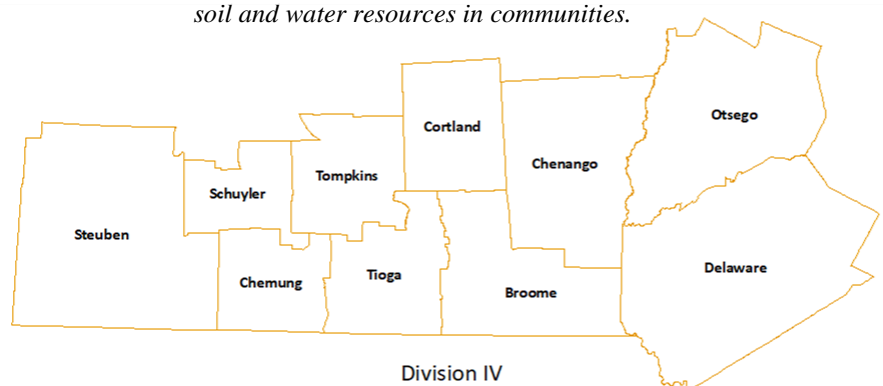 soil and water resources in communities.
Otsego
Cortland
Chenango
Tompkins
Schuyler
Steuben
Delaware
Tioga
Chemung
Broome
Division IV